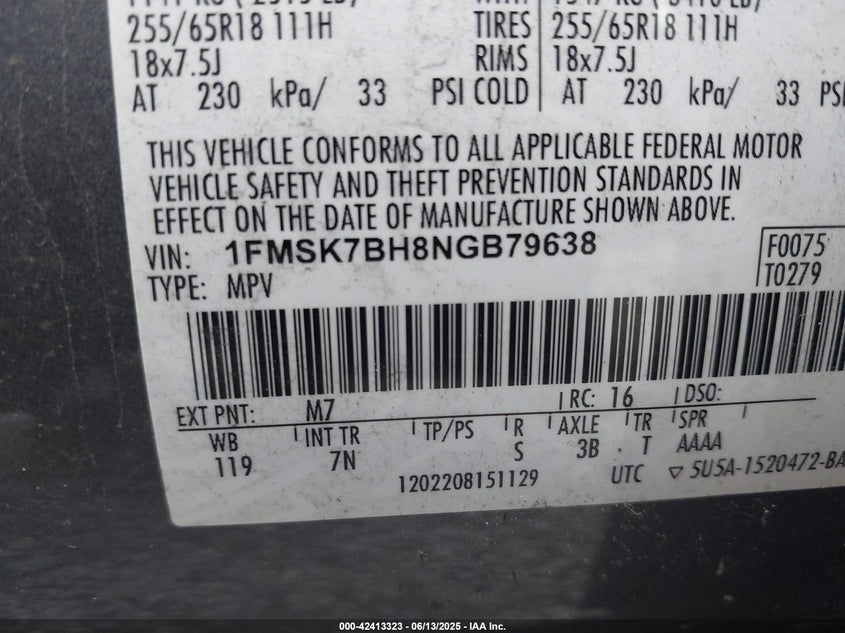 255/65R18 111H TIRES 255/65R18 111H
18x7.5J RIMS 18x7.5J
AT 230 kPa/ 33 PSI COLD AT 230 kPa/ 33 PSI
THIS VEHICLE CONFORMS TO ALL APPLICABLE FEDERAL MOTOR
VEHICLE SAFETY AND THEFT PREVENTION STANDARDS IN
EFFECT ON THE DATE OF MANUFACTURE SHOWN ABOVE.
VIN: 1FMSK7BH8NGB79638 F0075
TYPE: MPV T0279
EXT PNT: M7 RC: 16 DSO:
WB INT TR TP/PS R AXLE TR SPR
119 7N S 3B T AAAA
1202208151129 UTC ▽ 5U5A-1520472-BA
000-42413323 - 06/13/2025 - IAA Inc.